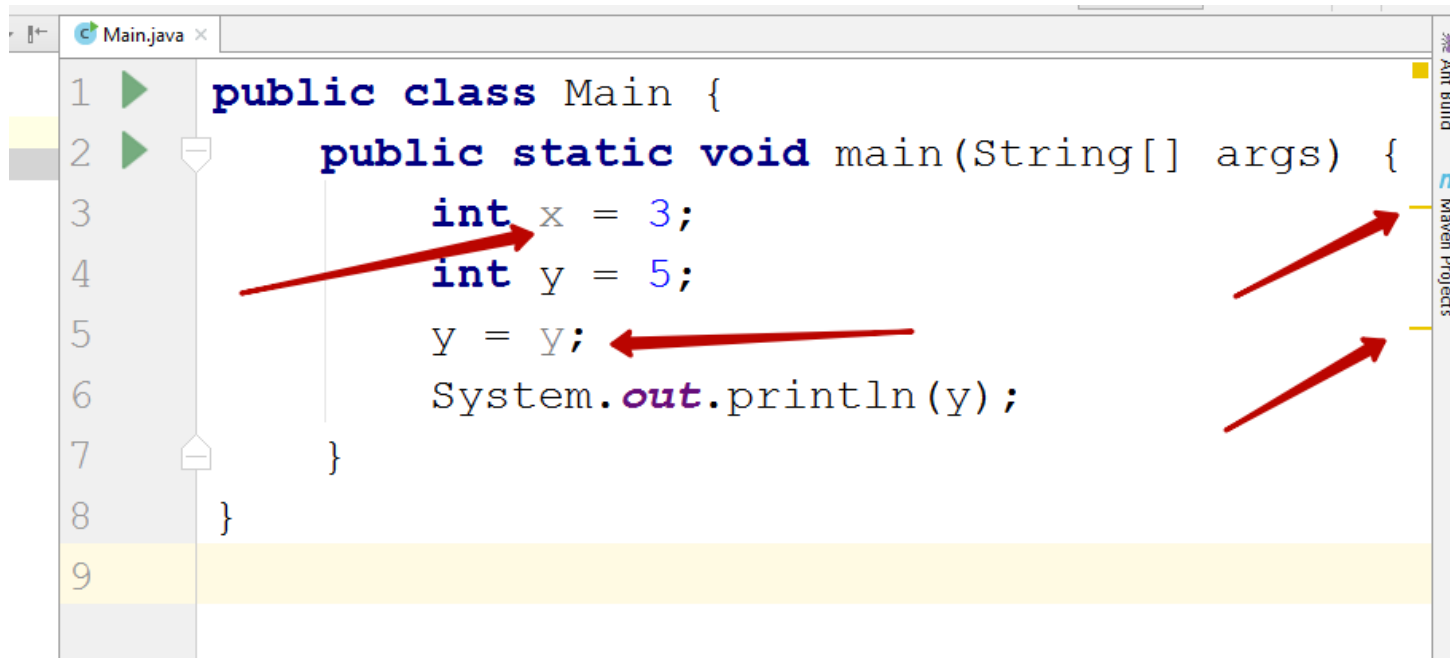 Main.java
Ant Build
Maven Projects
1 public class Main {
2 public static void main(String[] args) {
3 int x = 3;
4 int y = 5;
5 y = y;
6 System.out.println(y);
7 }
8 }
9